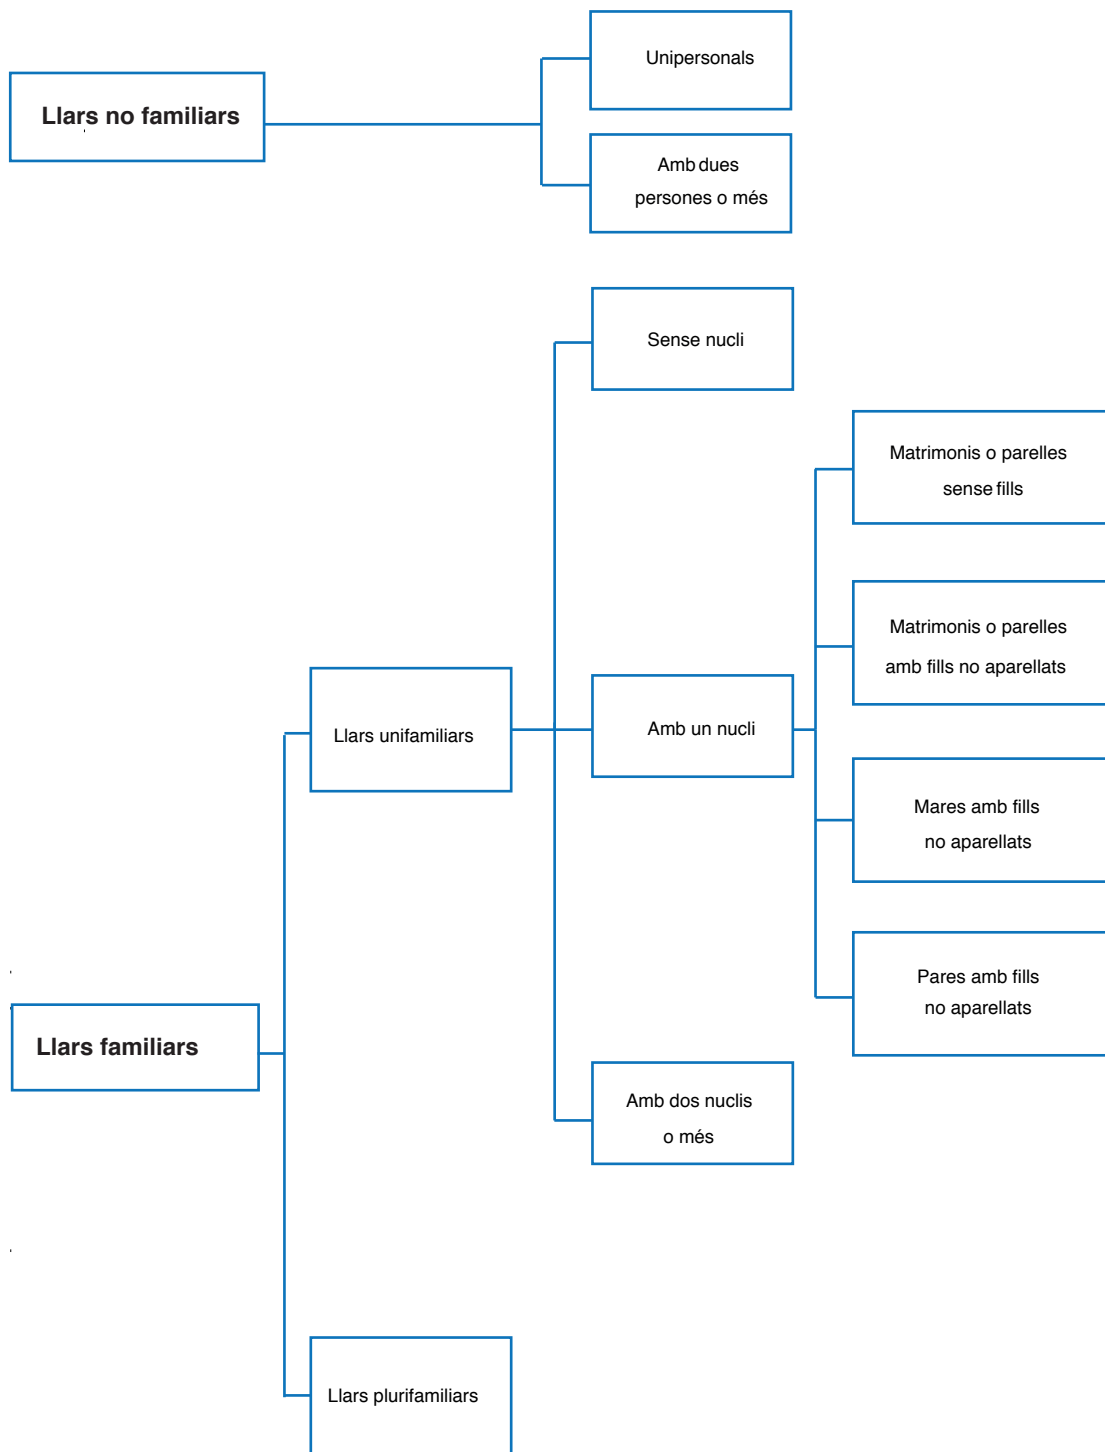 Llars no familiars
Unipersonals
Amb dues
persones o més
Llars familiars
Llars unifamiliars
Sense nucli
Amb un nucli
Matrimonis o parelles
sense fills
Matrimonis o parelles
amb fills no aparellats
Mares amb fills
no aparellats
Pares amb fills
no aparellats
Amb dos nuclis
o més
Llars plurifamiliars